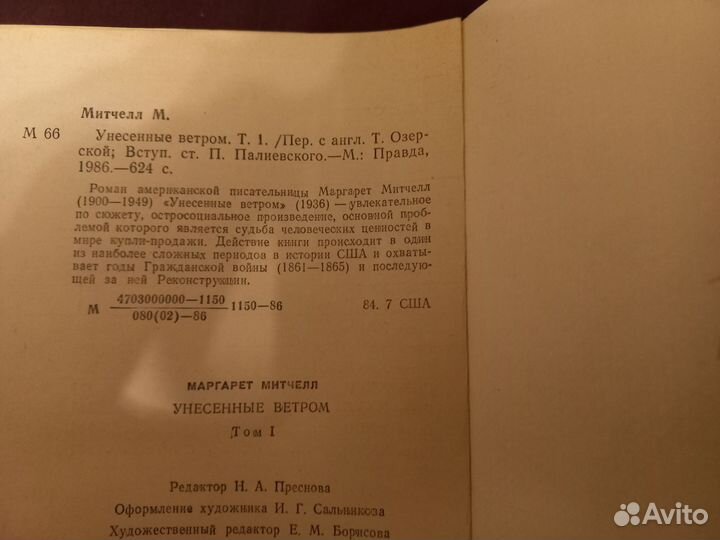 Митчелл М.
М 66 Унесенные ветром. Т. 1. /Пер. с англ. Т. Озер-
ской; Вступ. ст. П. Палиевского.—М.: Правда,
1986.—624 с.
Роман американской писательницы Маргарет Митчелл
(1900—1949) «Унесенные ветром» (1936) — увлекательное
по сюжету, остросоциальное произведение, основной проб-
лемой которого является судьба человеческих ценностей в
мире купли-продажи. Действие книги происходит в один
из наиболее сложных периодов в истории США и охваты-
вает годы Гражданской войны (1861—1865) и последую-
щей за ней Реконструкции.
4703000000—1150
М 1150—86 84. 7 США
080(02)—86
МАРГАРЕТ МИТЧЕЛЛ
УНЕСЕННЫЕ ВЕТРОМ
Том I
Редактор Н. А. Преснова
Оформление художника И. Г. Сальникова
Художественный редактор Е. М. Борисова
Avito